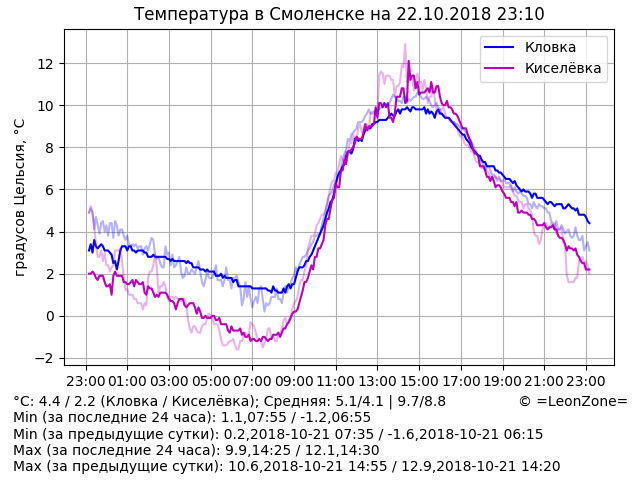 Температура в Смоленске на 22.10.2018 23:10
Кловка
Киселёвка
градусов Цельсия, °C
12
10
8
6
4
2
0
−2
23:00 01:00 03:00 05:00 07:00 09:00 11:00 13:00 15:00 17:00 19:00 21:00 23:00
°C: 4.4 / 2.2 (Кловка / Киселёвка); Средняя: 5.1/4.1 | 9.7/8.8 © =LeonZone=
Min (за последние 24 часа): 1.1,07:55 / -1.2,06:55
Min (за предыдущие сутки): 0.2,2018-10-21 07:35 / -1.6,2018-10-21 06:15
Max (за последние 24 часа): 9.9,14:25 / 12.1,14:30
Max (за предыдущие сутки): 10.6,2018-10-21 14:55 / 12.9,2018-10-21 14:20